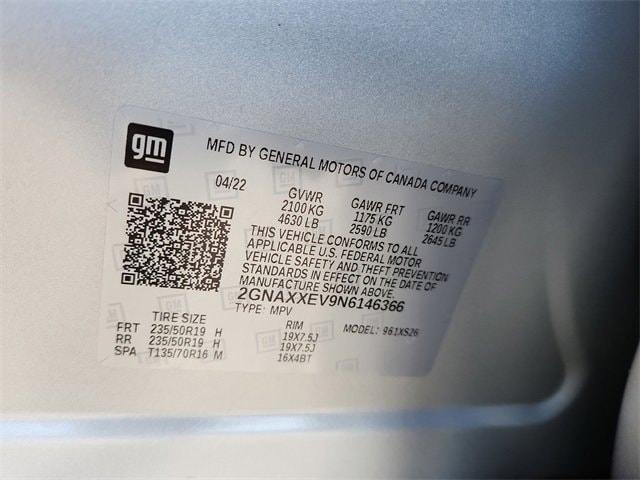 gm
MFD BY GENERAL MOTORS OF CANADA COMPANY
04/22
GVWR GAWR FRT GAWR RR
2100 KG 1175 KG 1200 KG
4630 LB 2590 LB 2645 LB
THIS VEHICLE CONFORMS TO ALL
APPLICABLE U.S. FEDERAL MOTOR
VEHICLE SAFETY AND THEFT
STANDARDS IN EFFECT ON THE DATE OF
MANUFACTURE SHOWN ABOVE.
2GNAXXEV9N6146366
TYPE: MPV MODEL: 961XS26
TIRE SIZE RIM
FRT 235/50R19 H 19X7.5J
RR 235/50R19 H 19X7.5J
SPA T135/70R16 M 16X4BT